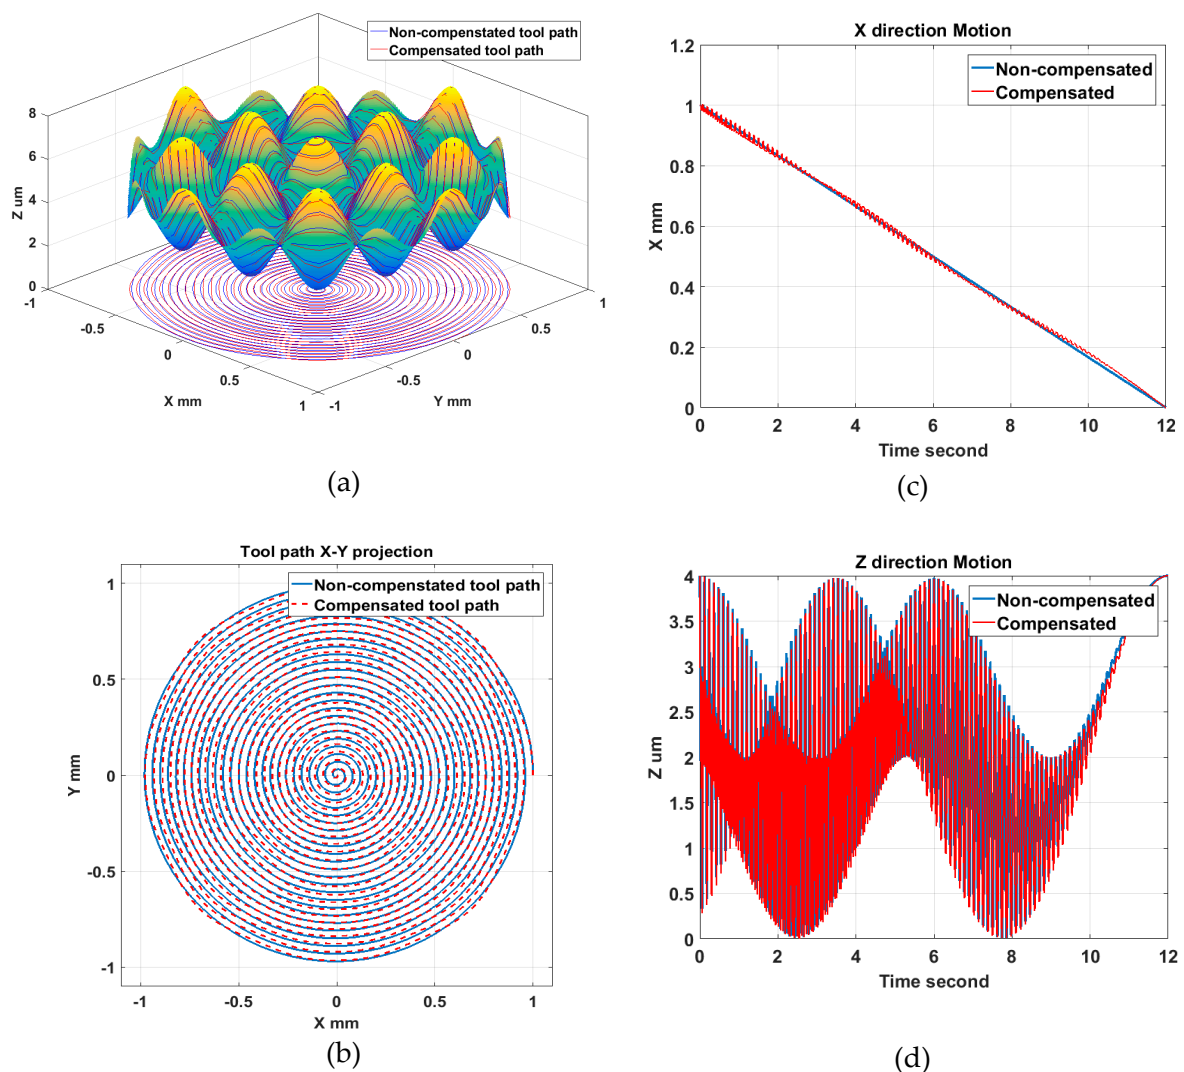 Non-compenstated tool path
Compensated tool path
8
6
4
2
0
Z um
-1
-0.5
0
0.5
1
X mm
-1
-0.5
0
0.5
1
Y mm
(a)
X direction Motion
Non-compensated
Compensated
1.2
1
0.8
0.6
0.4
0.2
0
X mm
0 2 4 6 8 10 12
Time second
(c)
Tool path X-Y projection
Non-compenstated tool path
Compensated tool path
1
0.5
0
-0.5
-1
Y mm
-1 -0.5 0 0.5 1
X mm
(b)
Z direction Motion
Non-compensated
Compensated
4
3.5
3
2.5
2
1.5
1
0.5
0
Z um
0 2 4 6 8 10 12
Time second
(d)